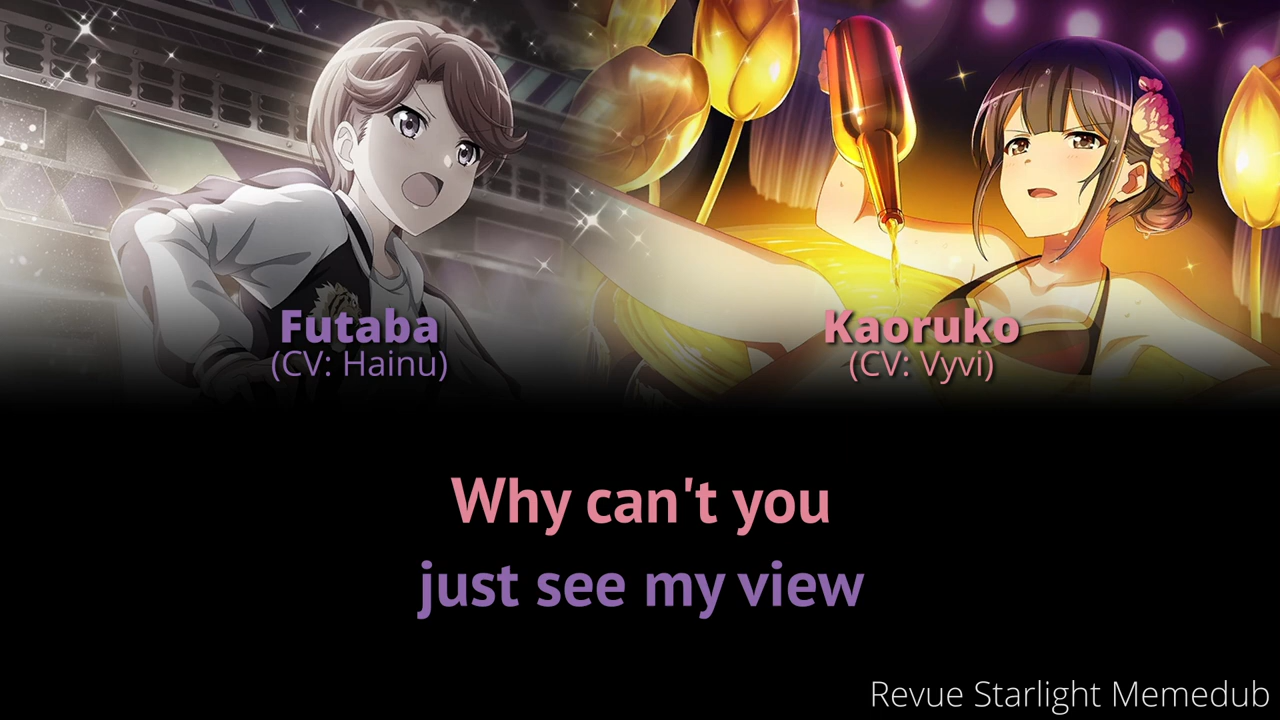 Futaba
(CV: Hainu)
Kaoruko
(CV: Vyvi)
Why can't you
just see my view
Revue Starlight Memedub